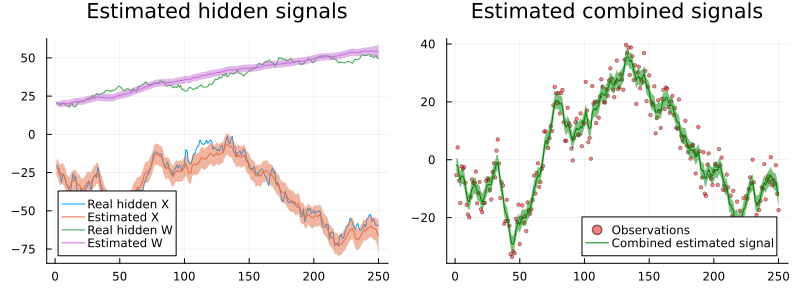 Estimated hidden signals
50
25
0
−25
−50
−75
Real hidden X
Estimated X
Real hidden W
Estimated W
0
50
100
150
200
250
Estimated combined signals
40
20
0
−20
Observations
Combined estimated signal
0
50
100
150
200
250